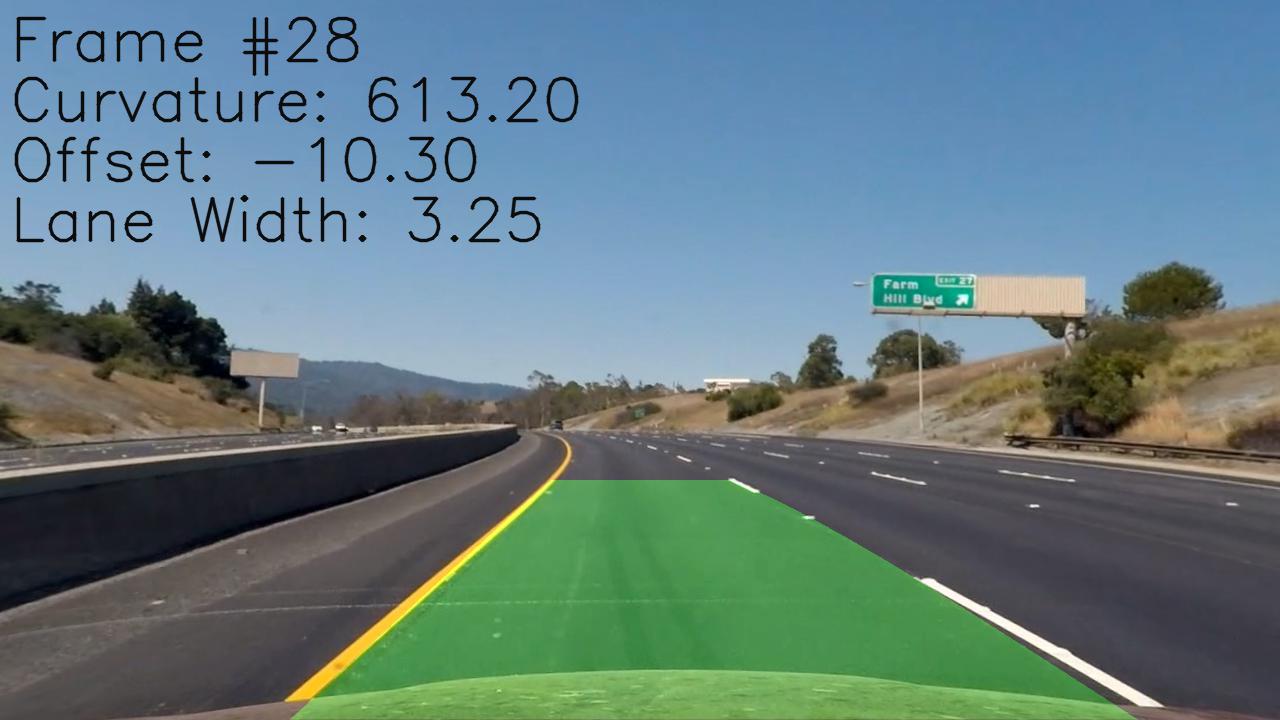 Frame #28
Curvature: 613.20
Offset: -10.30
Lane Width: 3.25
EXIT 27
Farm
Hill Blvd